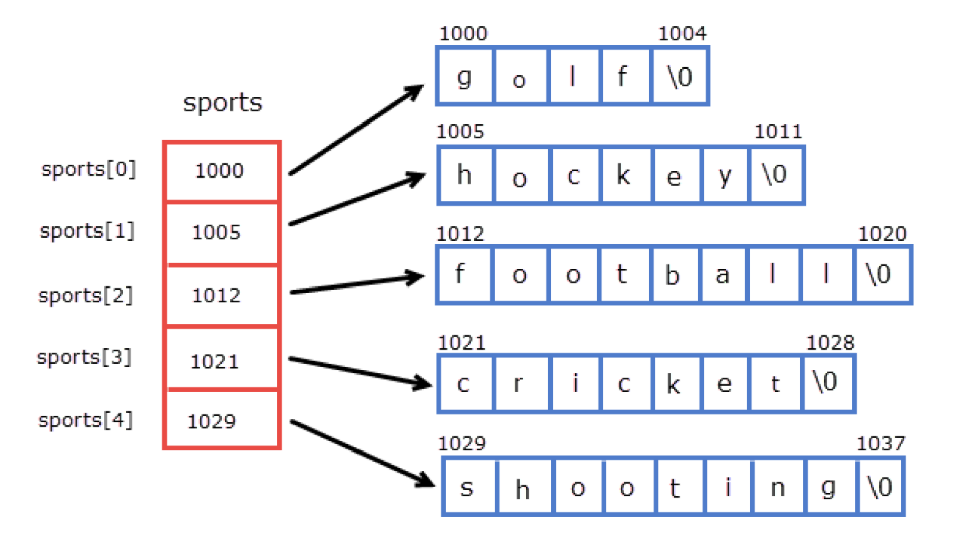 1000 1004
g o l f \0
sports
1005 1011
sports[0] 1000
h o c k e y \0
sports[1] 1005
1012 1020
f o o t b a l l \0
sports[2] 1012
1021 1028
sports[3] 1021
c r i c k e t \0
sports[4] 1029
1029 1037
s h o o t i n g \0